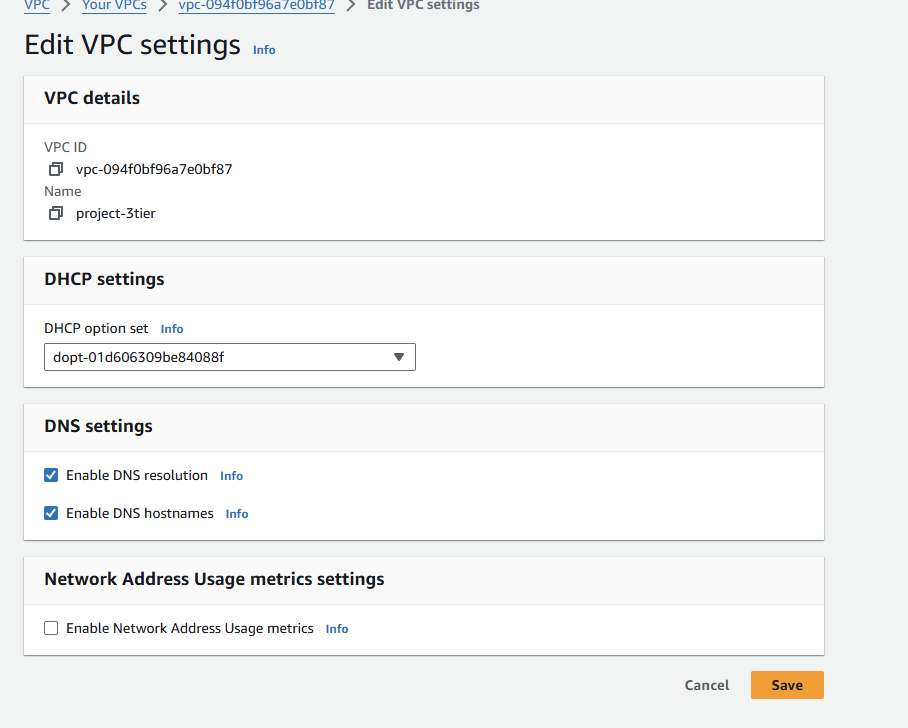 VPC > Your VPCs > vpc-094f0bf96a7e0bf87 > Edit VPC settings
Edit VPC settings Info
VPC details
VPC ID
vpc-094f0bf96a7e0bf87
Name
project-3tier
DHCP settings
DHCP option set Info
dopt-01d606309be84088f
DNS settings
Enable DNS resolution Info
Enable DNS hostnames Info
Network Address Usage metrics settings
Enable Network Address Usage metrics Info
Cancel Save